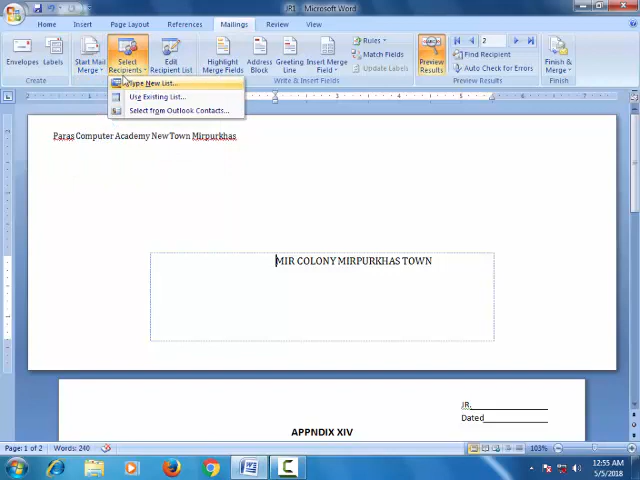 JR1 - Microsoft Word
Home Insert Page Layout References Mailings Review View
Envelopes Labels
Create
Start Mail Merge
Select Recipients
Edit Recipient List
Highlight Merge Fields
Address Block
Greeting Line
Insert Merge Field
Rules
Match Fields
Update Labels
Write & Insert Fields
Preview Results
2
Find Recipient
Auto Check for Errors
Preview Results
Finish & Merge
Finish
Type New List...
Use Existing List...
Select from Outlook Contacts...
Paras Computer Academy New Town Mirpurkhas
MIR COLONY MIRPURKHAS TOWN
JR.
Dated
APPNDIX XIV
Page: 1 of 2 Words: 240
103%
12:55 AM
5/5/2018